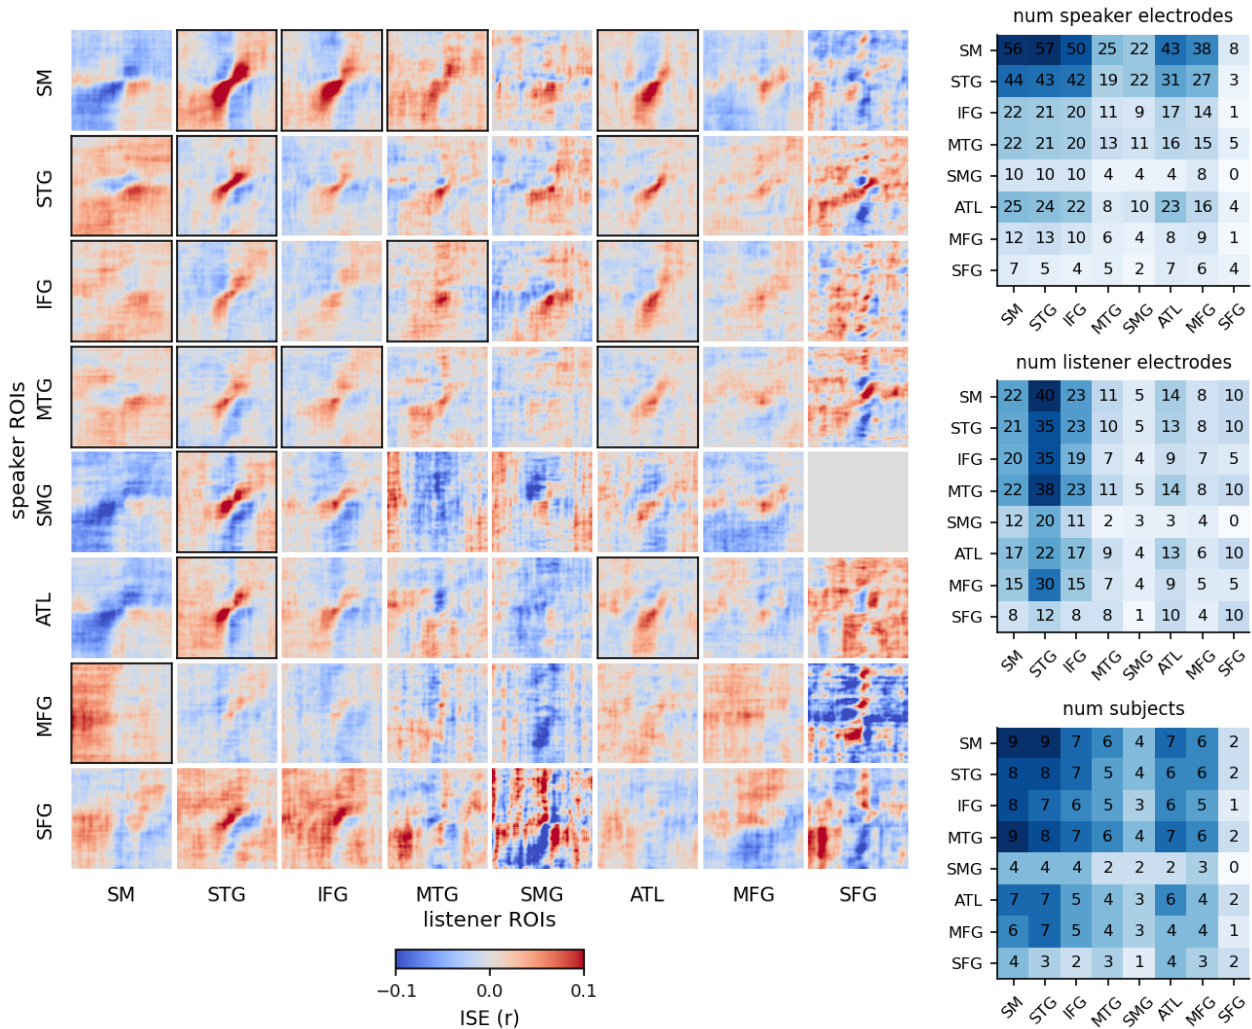 speaker ROIs
SM
STG
IFG
MTG
SMG
ATL
MFG
SFG
SM STG IFG MTG SMG ATL MFG SFG
listener ROIs
−0.1 0.0 0.1
ISE (r)
num speaker electrodes
SM 56 57 50 25 22 43 38 8
STG 44 43 42 19 22 31 27 3
IFG 22 21 20 11 9 17 14 1
MTG 22 21 20 13 11 16 15 5
SMG 10 10 10 4 4 4 8 0
ATL 25 24 22 8 10 23 16 4
MFG 12 13 10 6 4 8 9 1
SFG 7 5 4 5 2 7 6 4
SM STG IFG MTG SMG ATL MFG SFG
num listener electrodes
SM 22 40 23 11 5 14 8 10
STG 21 35 23 10 5 13 8 10
IFG 20 35 19 7 4 9 7 5
MTG 22 38 23 11 5 14 8 10
SMG 12 20 11 2 3 3 4 0
ATL 17 22 17 9 4 13 6 10
MFG 15 30 15 7 4 9 5 5
SFG 8 12 8 8 1 10 4 10
SM STG IFG MTG SMG ATL MFG SFG
num subjects
SM 9 9 7 6 4 7 6 2
STG 8 8 7 5 4 6 6 2
IFG 8 7 6 5 3 6 5 1
MTG 9 8 7 6 4 7 6 2
SMG 4 4 4 2 2 2 3 0
ATL 7 7 5 4 3 6 4 2
MFG 6 7 5 4 3 4 4 1
SFG 4 3 2 3 1 4 3 2
SM STG IFG MTG SMG ATL MFG SFG